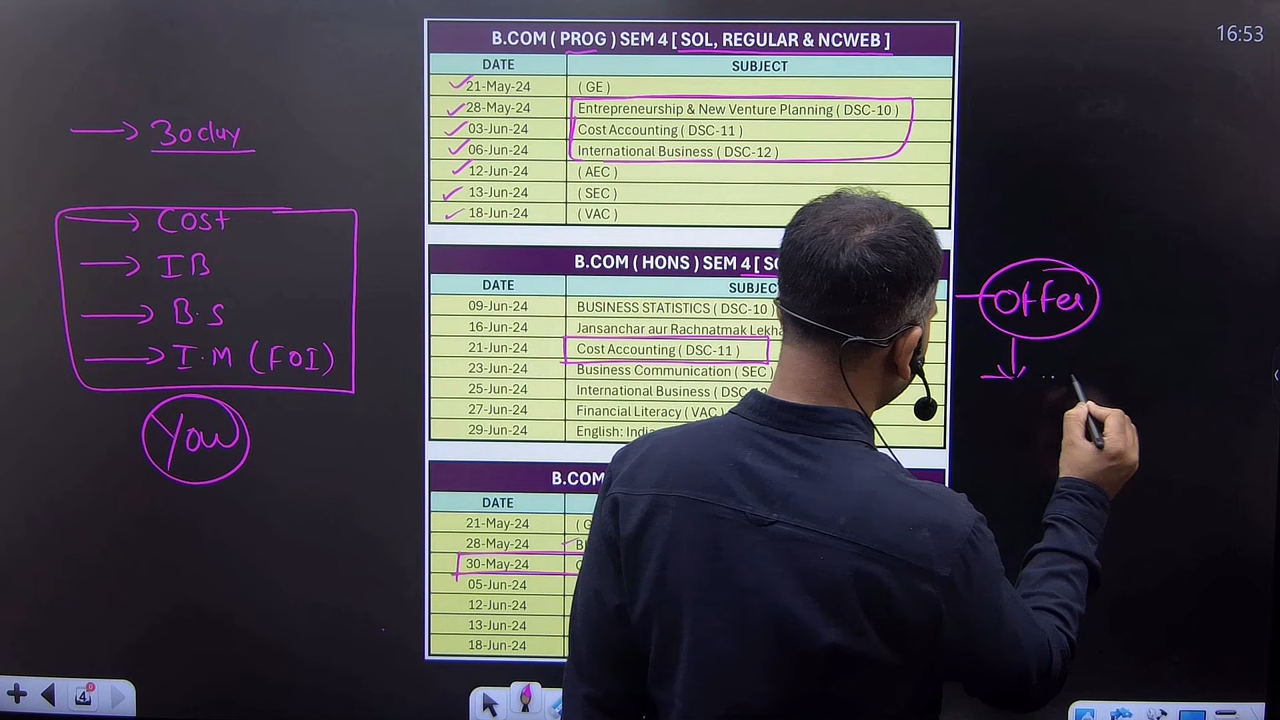 16:53
B.COM ( PROG ) SEM 4 [ SOL, REGULAR & NCWEB ]
DATE SUBJECT
21-May-24 ( GE )
28-May-24 Entrepreneurship & New Venture Planning ( DSC-10 )
03-Jun-24 Cost Accounting ( DSC-11 )
06-Jun-24 International Business ( DSC-12 )
12-Jun-24 ( AEC )
13-Jun-24 ( SEC )
18-Jun-24 ( VAC )
B.COM ( HONS ) SEM 4 [
DATE
09-Jun-24 BUSINESS STATISTICS ( DSC-10 )
16-Jun-24 Jansanchar aur Rachnatmak
21-Jun-24 Cost Accounting ( DSC-11 )
23-Jun-24 Business Communication ( SEC )
25-Jun-24 International Business (
27-Jun-24 Financial Literacy ( VAC
29-Jun-24 English:
B.COM
DATE
21-May-24
28-May-24
30-May-24
05-Jun-24
12-Jun-24
13-Jun-24
18-Jun-24
30 day
Cost
IB
B.S
I.M (FOI)
You
Offer
4